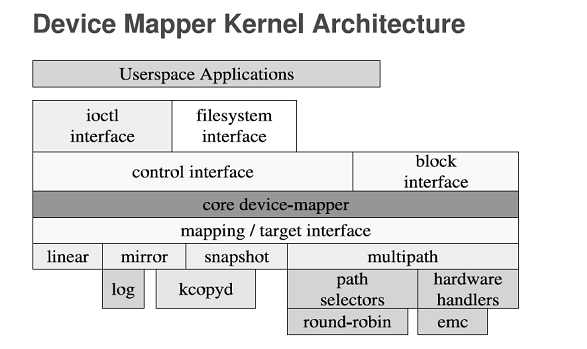 Device Mapper Kernel Architecture
Userspace Applications
ioctl
interface
filesystem
interface
control interface
block
interface
core device-mapper
mapping / target interface
linear
mirror
snapshot
multipath
log
kcopyd
path
selectors
hardware
handlers
round-robin
emc